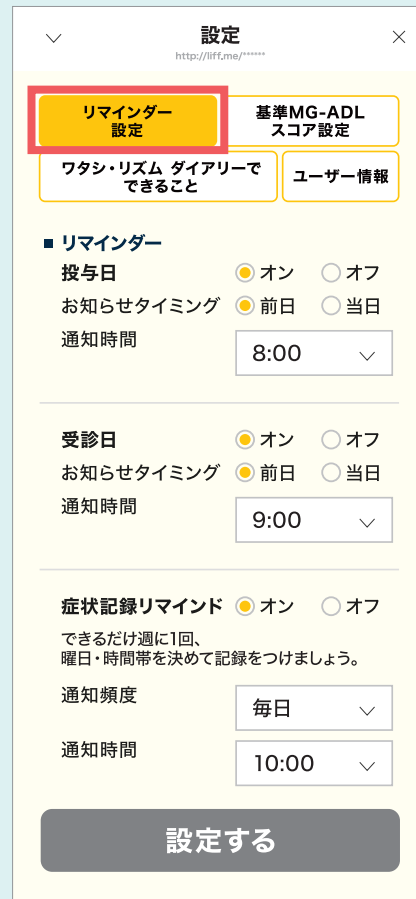 設定
http://liff.me/******
リマインダー
設定
基準MG-ADL
スコア設定
ワタシ・リズム ダイアリーで
できること
ユーザー情報
■ リマインダー
投与日 オン オフ
お知らせタイミング 前日 当日
通知時間 8:00
受診日 オン オフ
お知らせタイミング 前日 当日
通知時間 9:00
症状記録リマインド オン オフ
できるだけ週に1回、
曜日・時間帯を決めて記録をつけましょう。
通知頻度 毎日
通知時間 10:00
設定する